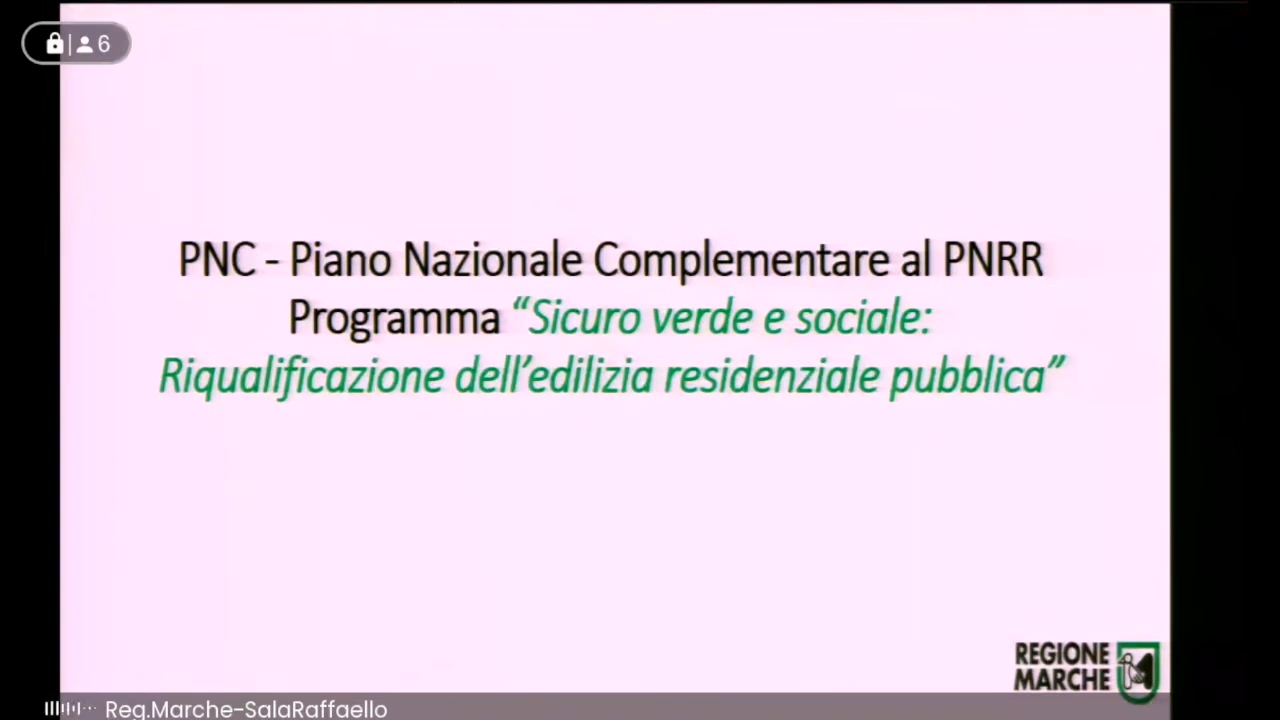 6
PNC - Piano Nazionale Complementare al PNRR
Programma “Sicuro verde e sociale:
Riqualificazione dell’edilizia residenziale pubblica”
REGIONE
MARCHE
Reg.Marche-SalaRaffaello